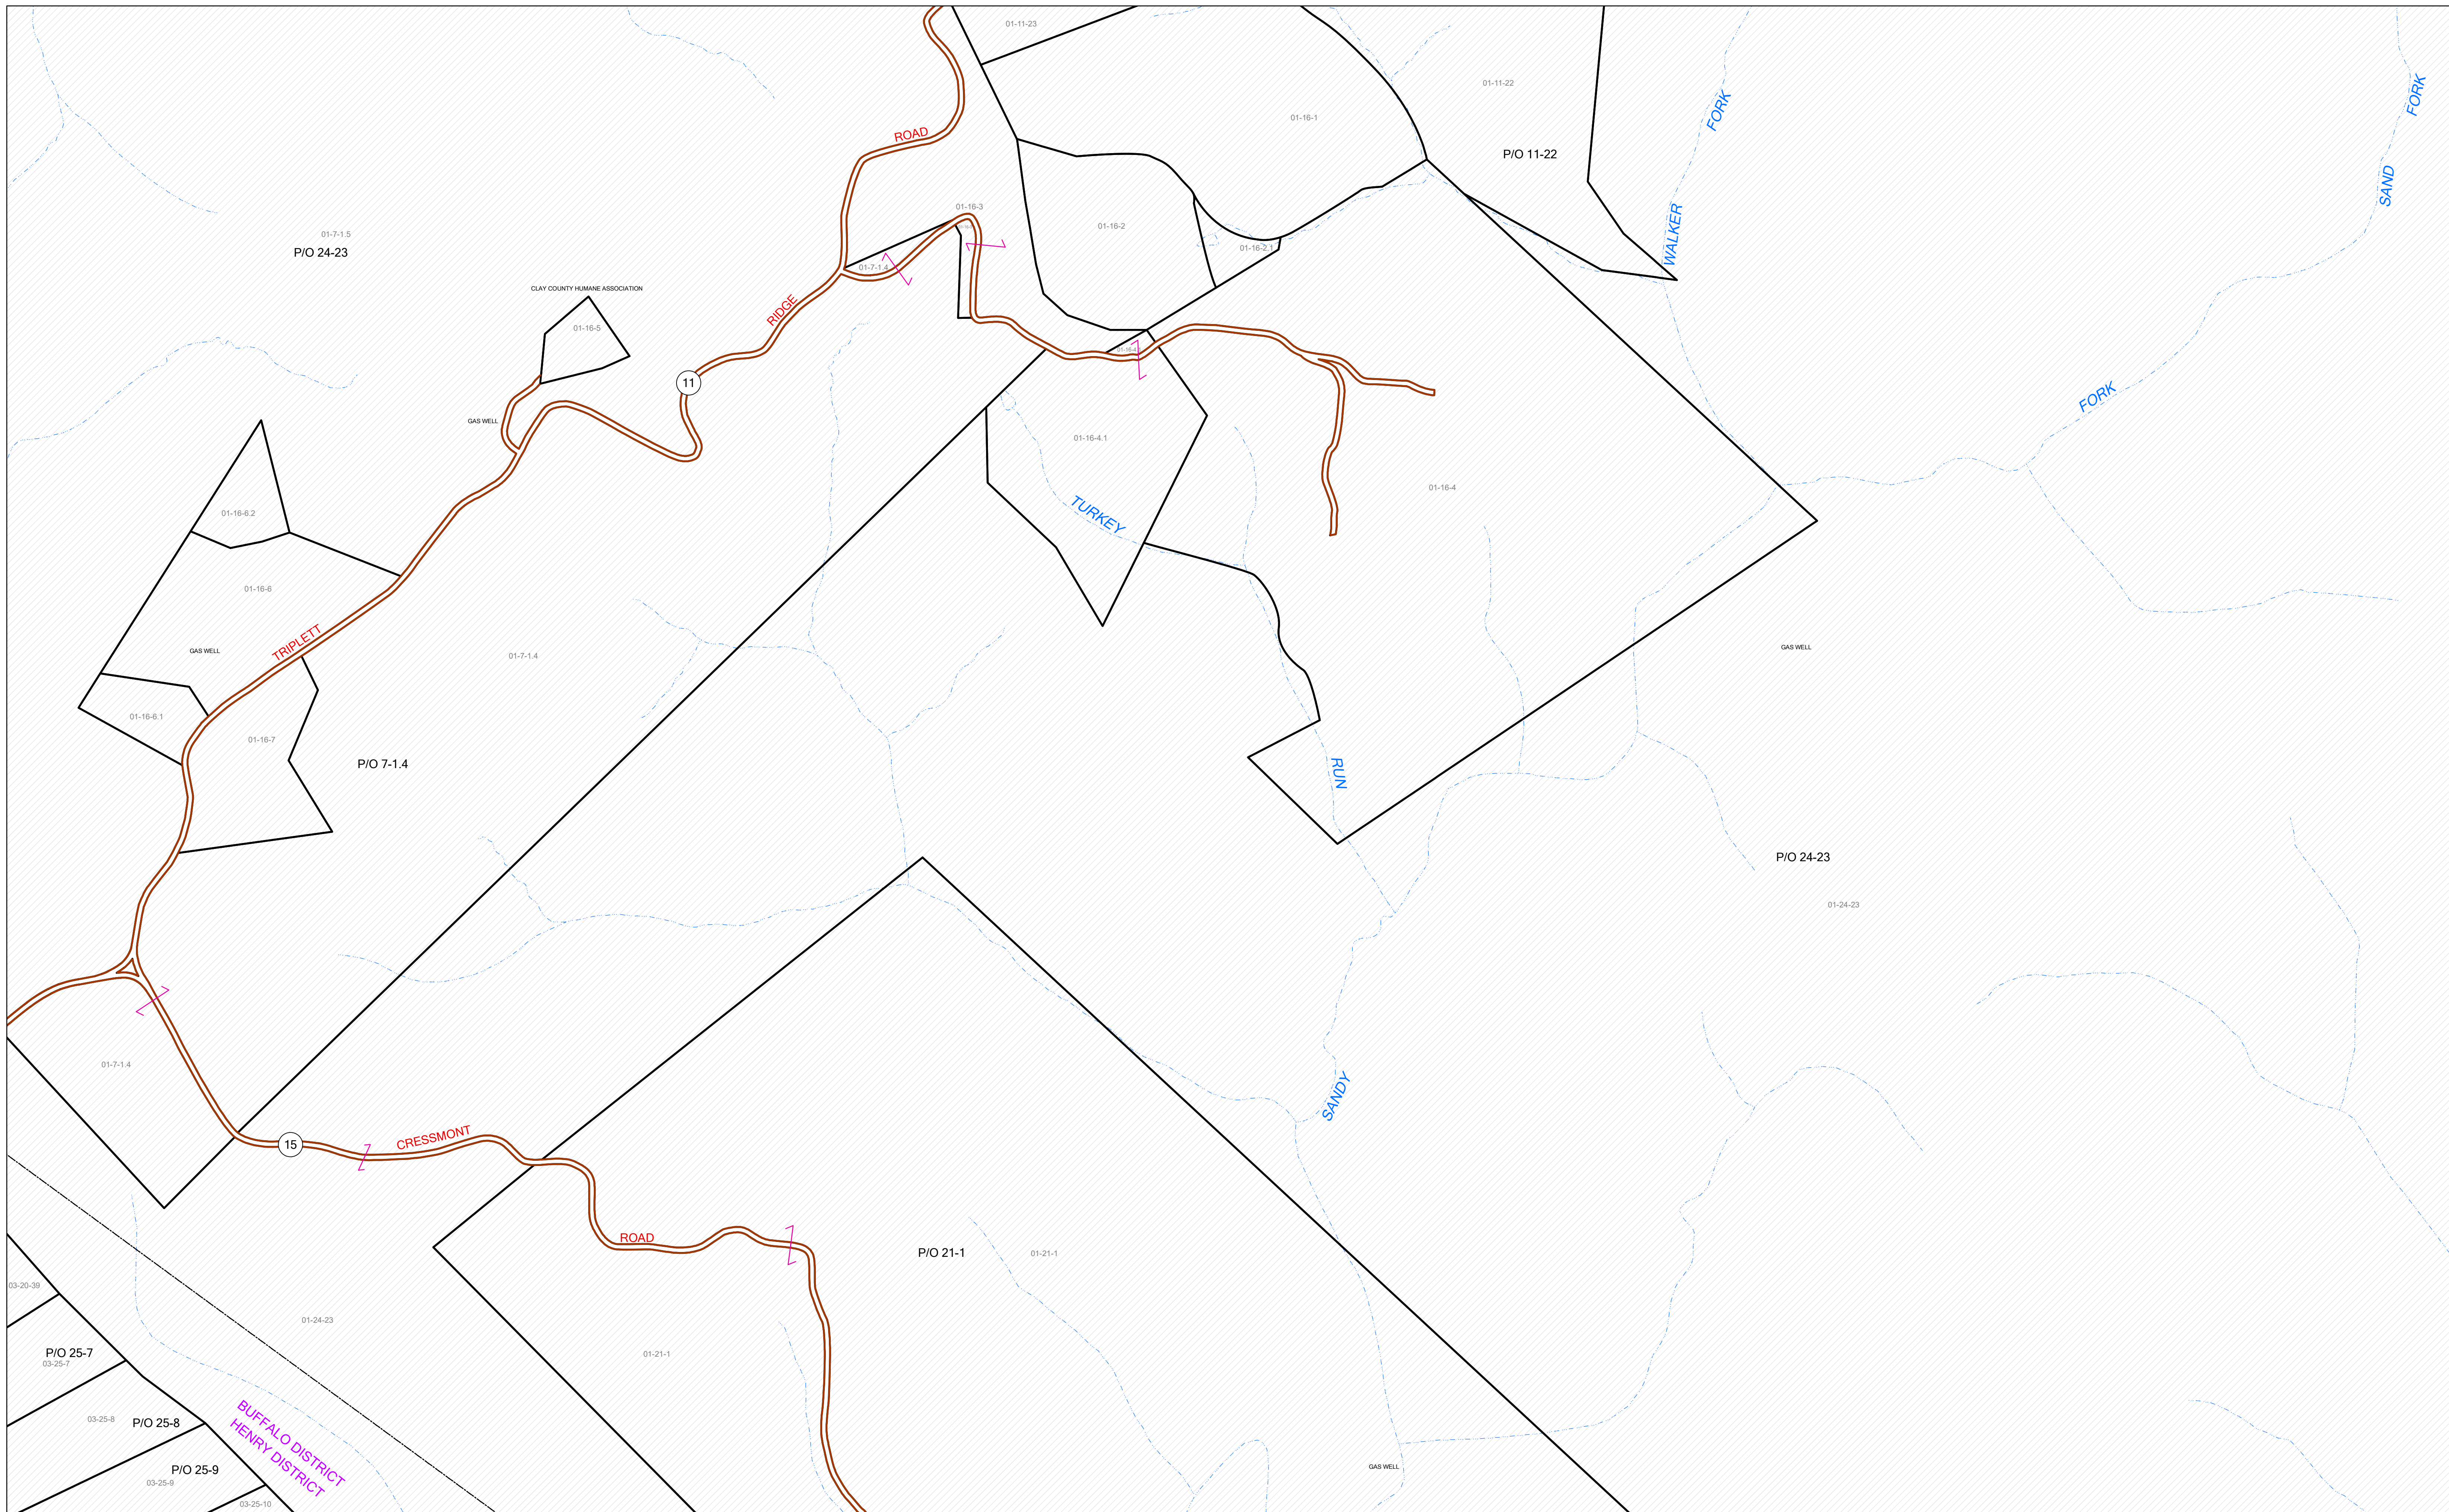 01-11-23
01-11-22
01-16-1
P/O 11-22
FORK
FORK
WALKER
SAND
ROAD
01-16-3
01-16-2
01-16-2.1
01-7-1.5
P/O 24-23
01-7-1.4
CLAY COUNTY HUMANE ASSOCIATION
RIDGE
01-16-5
11
GAS WELL
FORK
01-16-4.1
01-16-4
TURKEY
01-16-6.2
01-16-6
TRIPLETT
GAS WELL
01-7-1.4
GAS WELL
01-16-6.1
01-16-7
P/O 7-1.4
RUN
P/O 24-23
01-24-23
01-7-1.4
SANDY
15
CRESSMONT
ROAD
P/O 21-1
01-21-1
03-20-39
01-24-23
P/O 25-7
03-25-7
01-21-1
03-25-8
P/O 25-8
BUFFALO DISTRICT
HENRY DISTRICT
P/O 25-9
03-25-9
03-25-10
GAS WELL